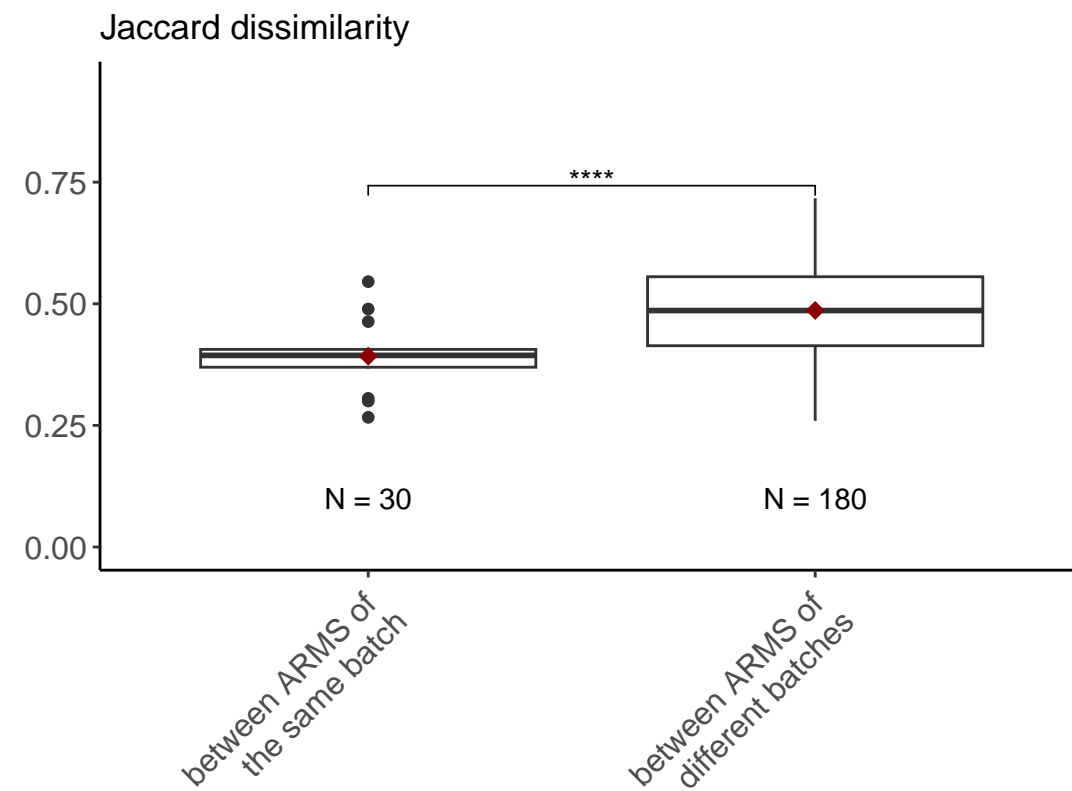 Jaccard dissimilarity
0.75
****
0.50
0.25
N = 30
N = 180
0.00
between ARMS of
the same batch
between ARMS of
different batches